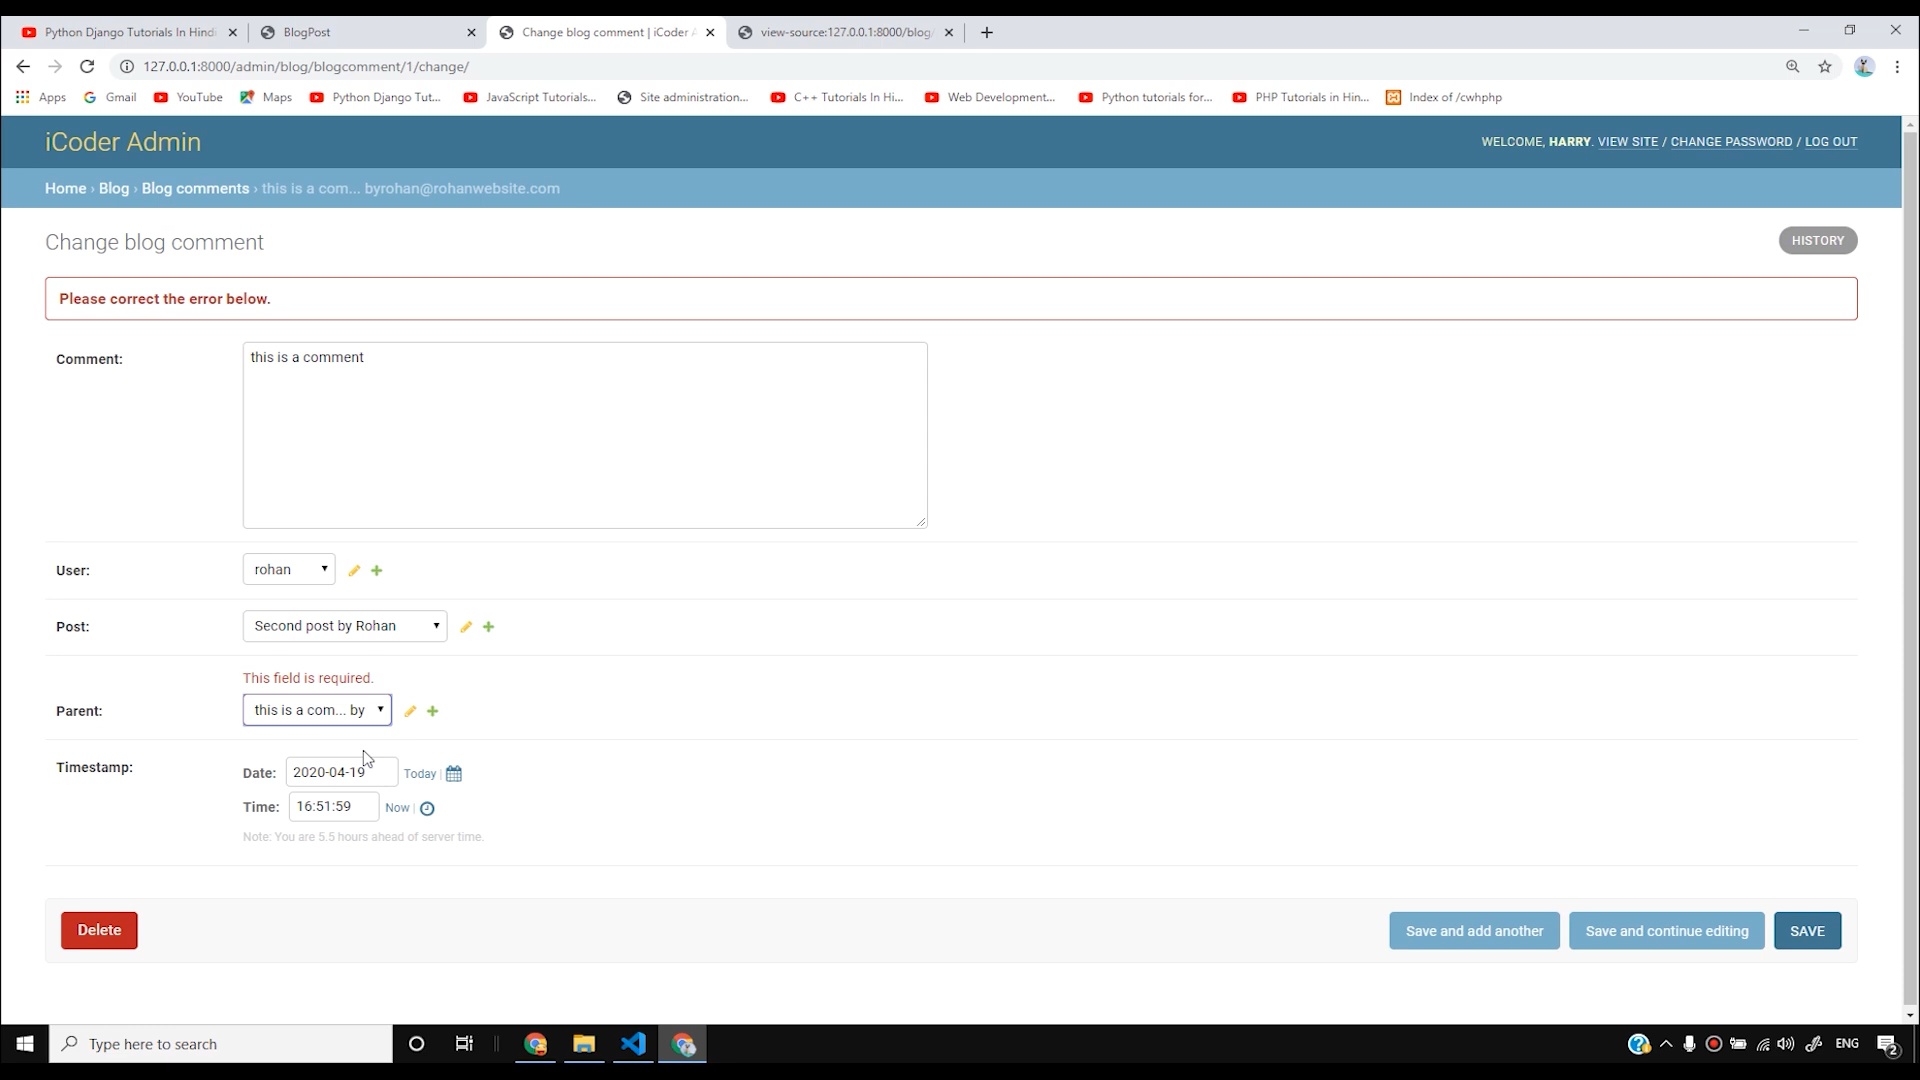 Python Django Tutorials In Hindi
BlogPost
Change blog comment | iCoder A
view-source:127.0.0.1:8000/blog/
127.0.0.1:8000/admin/blog/blogcomment/1/change/
Apps
Gmail
YouTube
Maps
Python Django Tut...
JavaScript Tutorials...
Site administration...
C++ Tutorials In Hi...
Web Development...
Python tutorials for...
PHP Tutorials in Hin...
Index of /cwhphp
iCoder Admin
WELCOME, HARRY. VIEW SITE / CHANGE PASSWORD / LOG OUT
Home › Blog › Blog comments › this is a com... byrohan@rohanwebsite.com
Change blog comment
HISTORY
Please correct the error below.
Comment:
this is a comment
User:
rohan
Post:
Second post by Rohan
This field is required.
Parent:
this is a com... by
Timestamp:
Date: 2020-04-19 Today |
Time: 16:51:59 Now |
Note: You are 5.5 hours ahead of server time.
Delete
Save and add another
Save and continue editing
SAVE
Type here to search
ENG
2